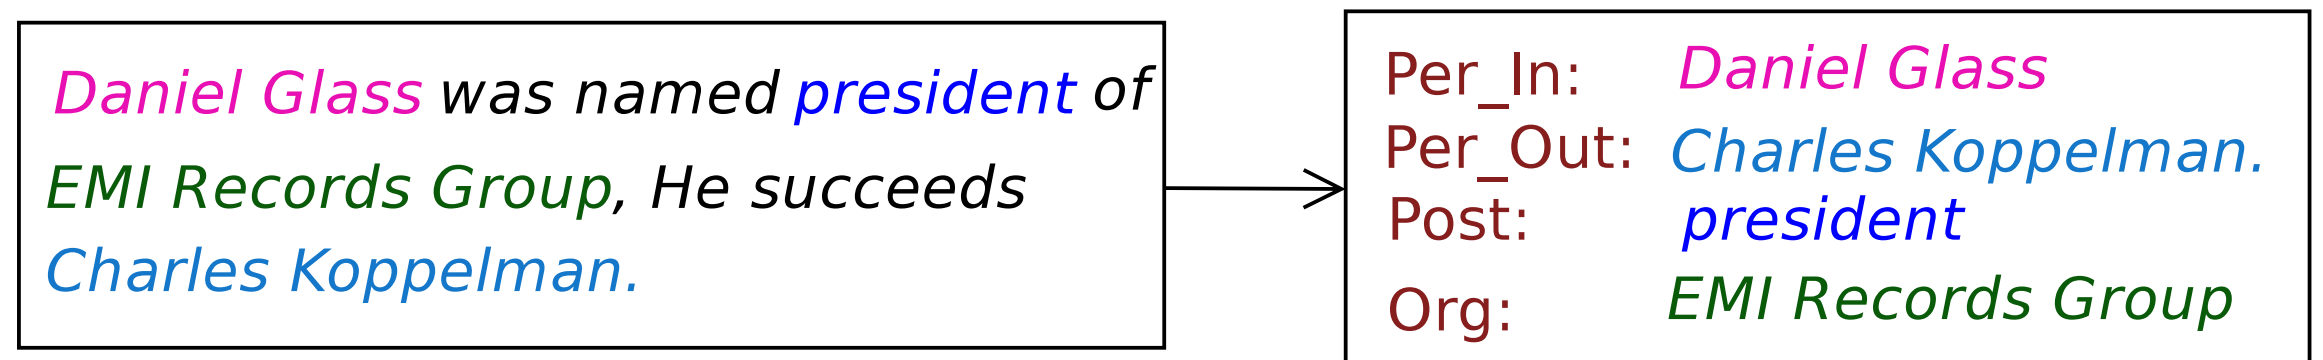 Daniel Glass was named president of
EMI Records Group, He succeeds
Charles Koppelman.
Per_In: Daniel Glass
Per_Out: Charles Koppelman.
Post: president
Org: EMI Records Group